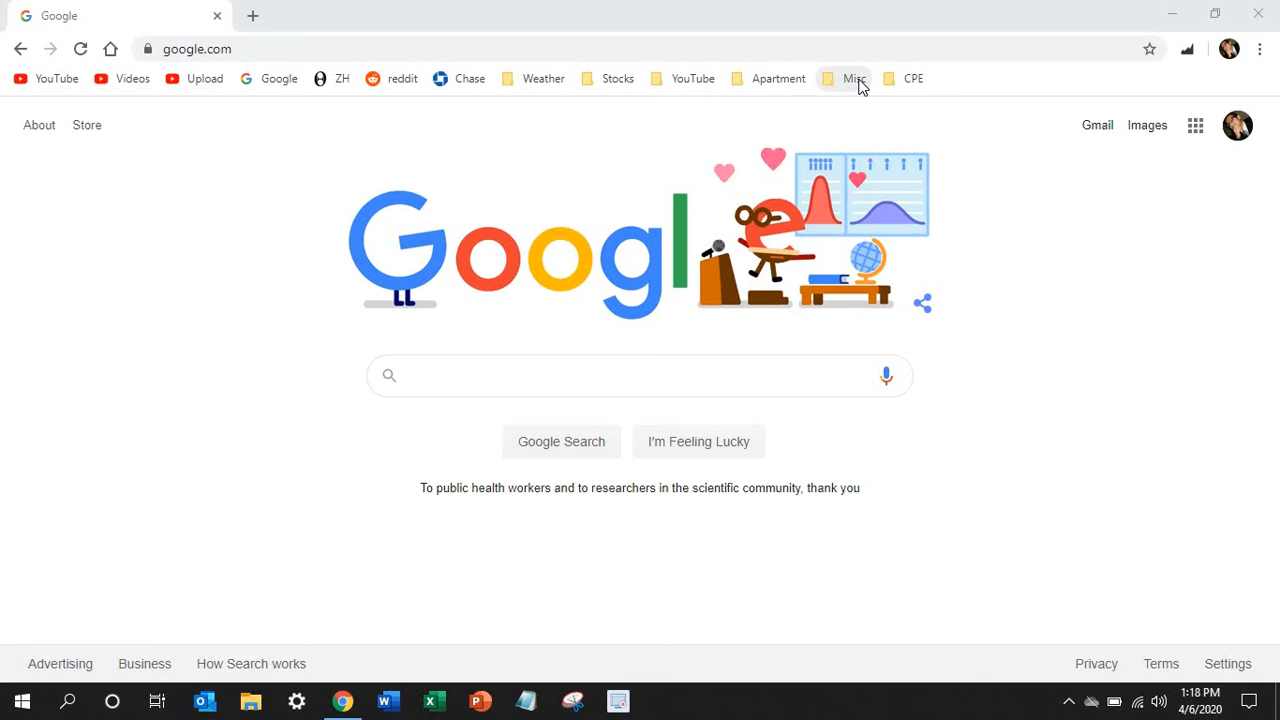 Google
google.com
YouTube Videos Upload Google ZH reddit Chase Weather Stocks YouTube Apartment Misc CPE
About Store Gmail Images
Google
Google Search I'm Feeling Lucky
To public health workers and to researchers in the scientific community, thank you
Advertising Business How Search works Privacy Terms Settings
1:18 PM
4/6/2020